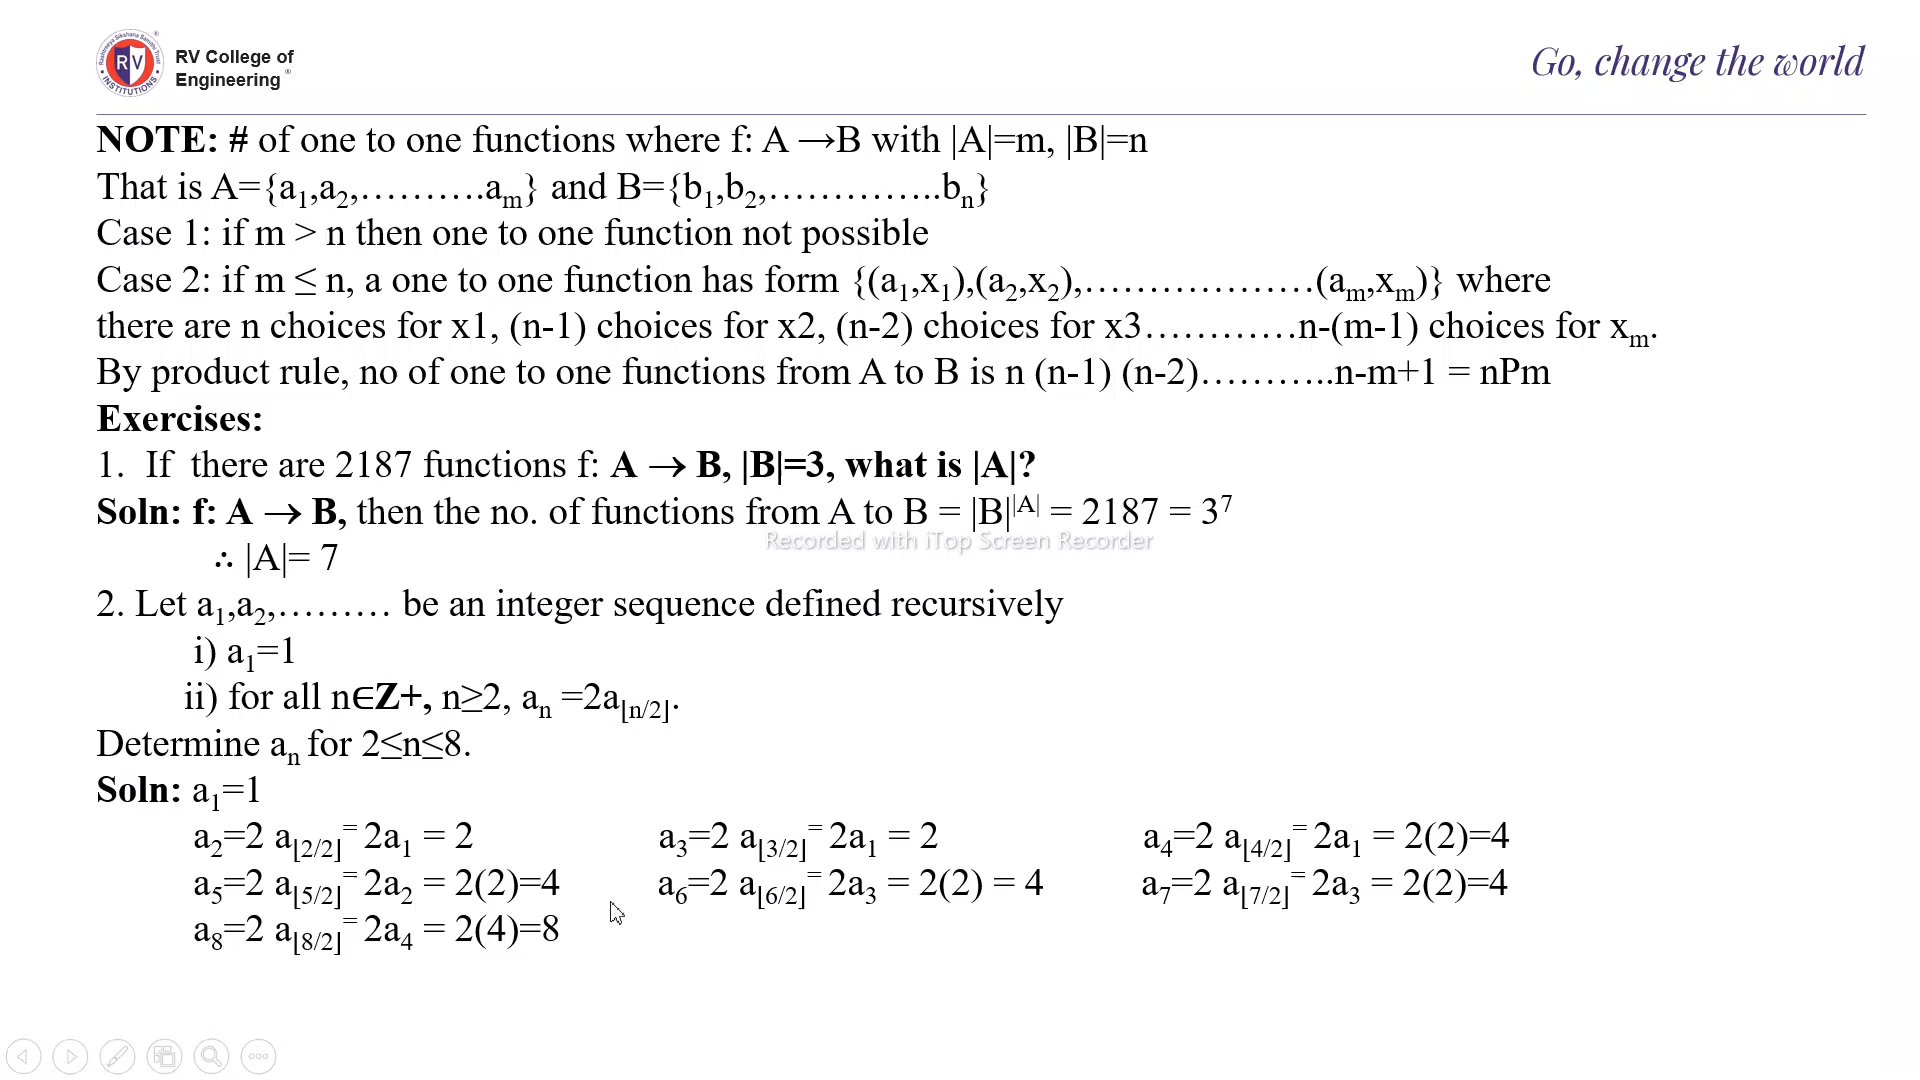 RV College of
Engineering ®
Go, change the world
NOTE: # of one to one functions where f: A →B with |A|=m, |B|=n
That is A={a₁,a₂,……….aₘ} and B={b₁,b₂,…………..bₙ}
Case 1: if m > n then one to one function not possible
Case 2: if m ≤ n, a one to one function has form {(a₁,x₁),(a₂,x₂),………………(aₘ,xₘ)} where
there are n choices for x1, (n-1) choices for x2, (n-2) choices for x3…………n-(m-1) choices for xₘ.
By product rule, no of one to one functions from A to B is n (n-1) (n-2)………..n-m+1 = nPm
Exercises:
1. If there are 2187 functions f: A → B, |B|=3, what is |A|?
Soln: f: A → B, then the no. of functions from A to B = |B|^|A| = 2187 = 3⁷
Recorded with iTop Screen Recorder
∴ |A|= 7
2. Let a₁,a₂,……… be an integer sequence defined recursively
i) a₁=1
ii) for all n∈Z+, n≥2, aₙ =2a⌊n/2⌋.
Determine aₙ for 2≤n≤8.
Soln: a₁=1
a₂=2 a⌊2/2⌋= 2a₁ = 2 a₃=2 a⌊3/2⌋= 2a₁ = 2 a₄=2 a⌊4/2⌋= 2a₁ = 2(2)=4
a₅=2 a⌊5/2⌋= 2a₂ = 2(2)=4 a₆=2 a⌊6/2⌋= 2a₃ = 2(2) = 4 a₇=2 a⌊7/2⌋= 2a₃ = 2(2)=4
a₈=2 a⌊8/2⌋= 2a₄ = 2(4)=8